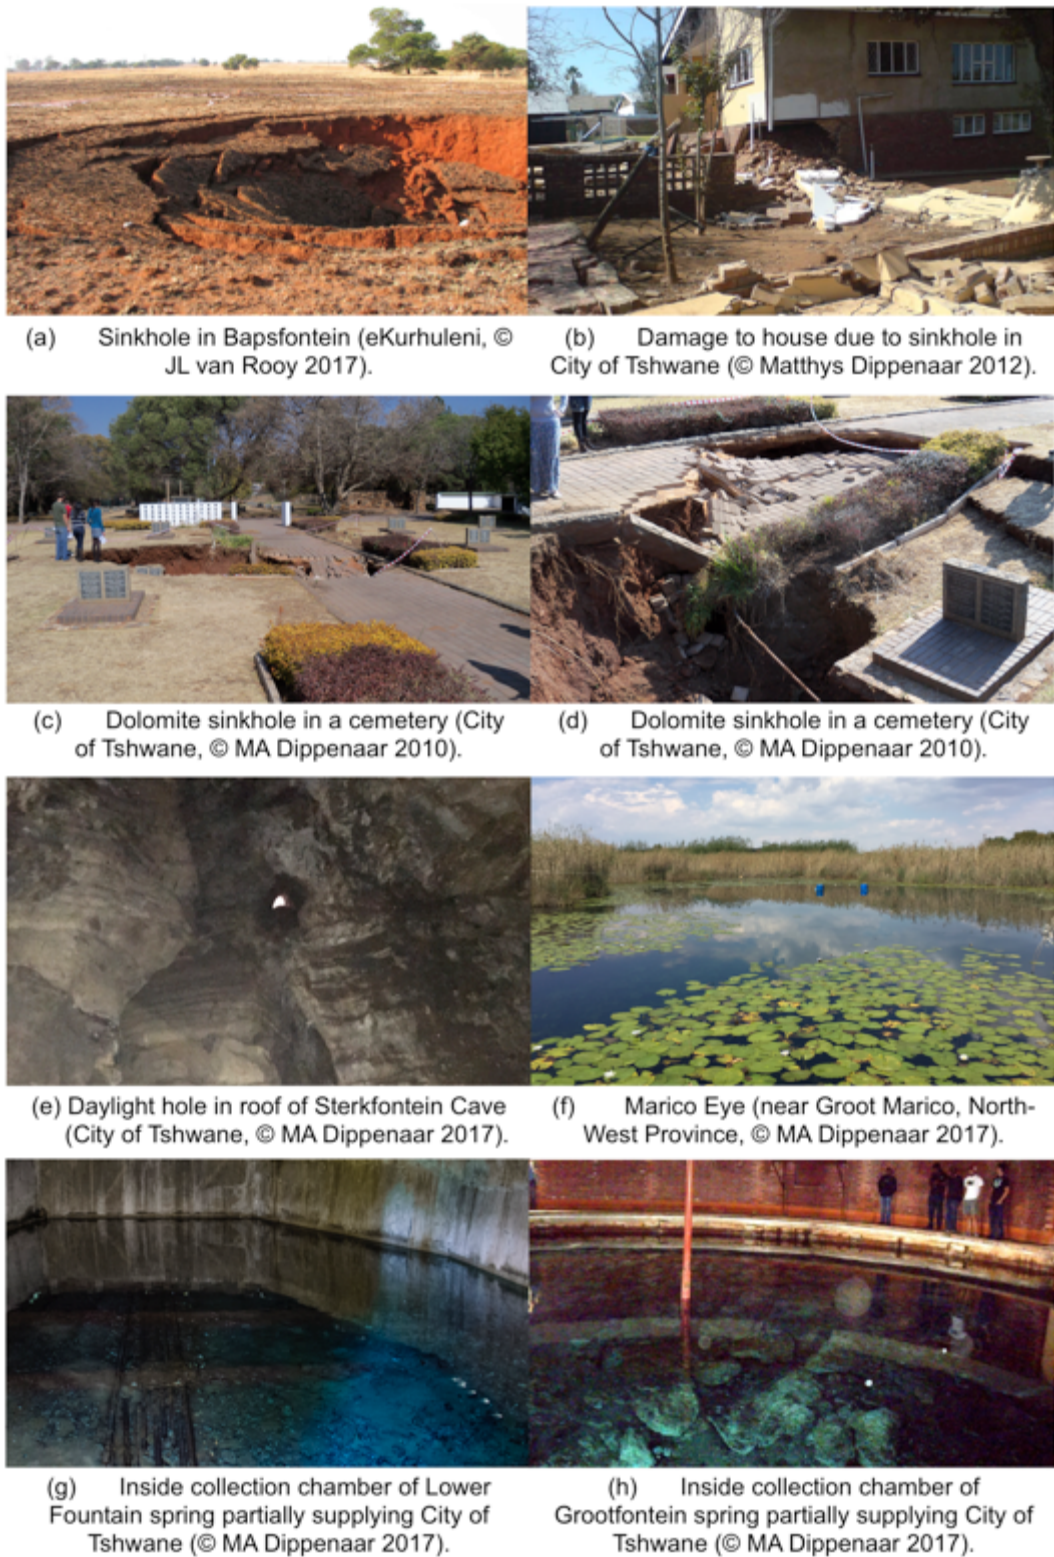 (a) Sinkhole in Bapsfontein (eKurhuleni, ©
JL van Rooy 2017).
(b) Damage to house due to sinkhole in
City of Tshwane (© Matthys Dippenaar 2012).
(c) Dolomite sinkhole in a cemetery (City
of Tshwane, © MA Dippenaar 2010).
(d) Dolomite sinkhole in a cemetery (City
of Tshwane, © MA Dippenaar 2010).
(e) Daylight hole in roof of Sterkfontein Cave
(City of Tshwane, © MA Dippenaar 2017).
(f) Marico Eye (near Groot Marico, North-
West Province, © MA Dippenaar 2017).
(g) Inside collection chamber of Lower
Fountain spring partially supplying City of
Tshwane (© MA Dippenaar 2017).
(h) Inside collection chamber of
Grootfontein spring partially supplying City of
Tshwane (© MA Dippenaar 2017).